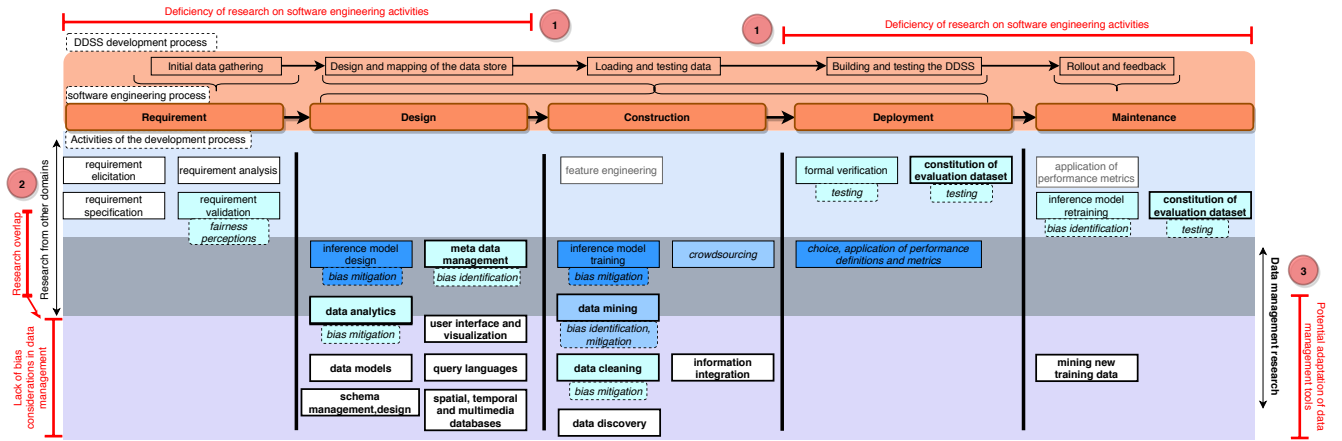 Deficiency of research on software engineering activities
1
1
Deficiency of research on software engineering activities
DDSS development process
Initial data gathering
Design and mapping of the data store
Loading and testing data
Building and testing the DDSS
Rollout and feedback
software engineering process
Requirement
Design
Construction
Deployment
Maintenance
Activities of the development process
2
Research overlap
Research from other domains
Lack of bias
considerations in data
management
requirement
elicitation
requirement analysis
requirement
specification
requirement
validation
fairness
perceptions
inference model
design
bias mitigation
meta data
management
bias identification
data analytics
bias mitigation
user interface and
visualization
data models
query languages
schema
management,design
spatial, temporal
and multimedia
databases
feature engineering
inference model
training
bias mitigation
crowdsourcing
data mining
bias identification,
mitigation
data cleaning
bias mitigation
information
integration
data discovery
formal verification
testing
constitution of
evaluation dataset
testing
choice, application of performance
definitions and metrics
application of
performance metrics
inference model
retraining
bias identification
constitution of
evaluation dataset
testing
mining new
training data
Data management research
3
Potential adaptation of data
management tools